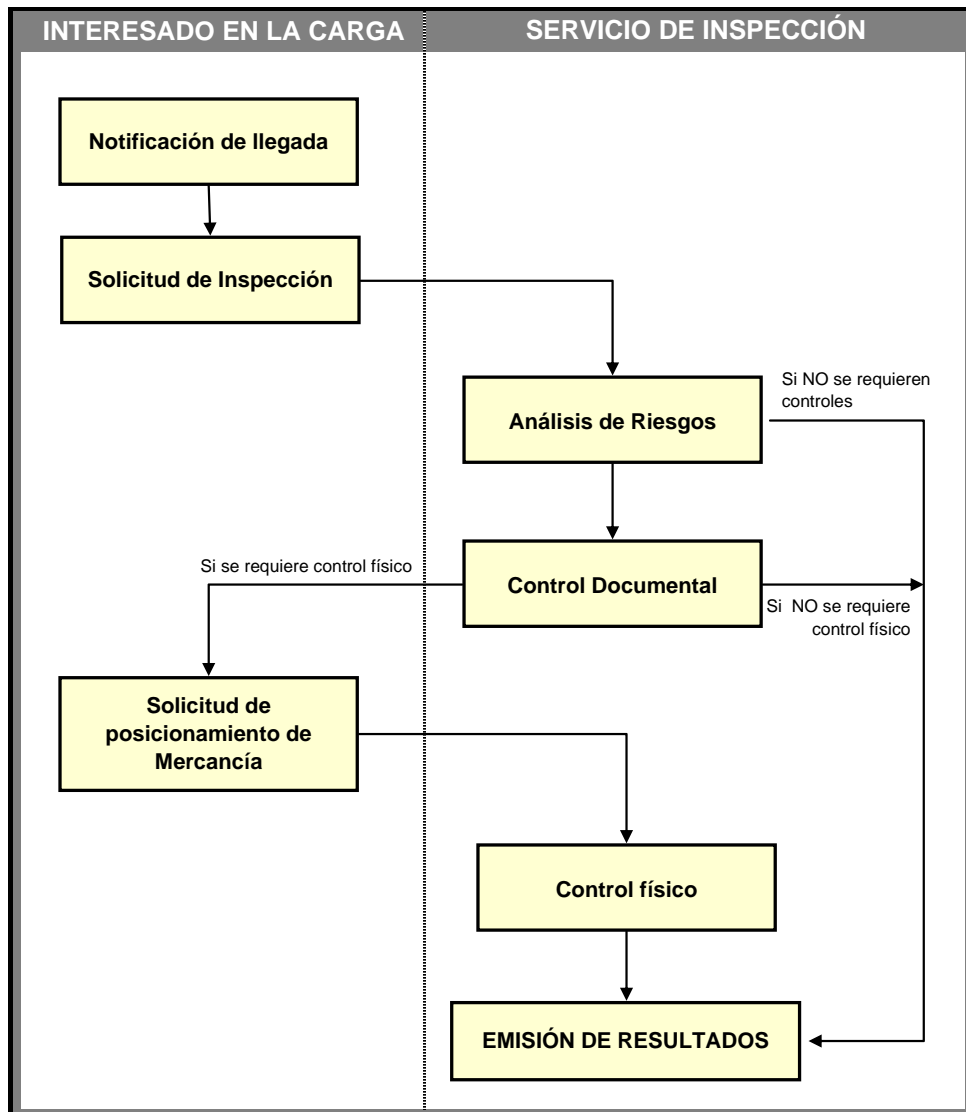 INTERESADO EN LA CARGA
SERVICIO DE INSPECCIÓN
Notificación de llegada
Solicitud de Inspección
Si NO se requieren
controles
Análisis de Riesgos
Si se requiere control físico
Control Documental
Si NO se requiere
control físico
Solicitud de
posicionamiento de
Mercancía
Control físico
EMISIÓN DE RESULTADOS